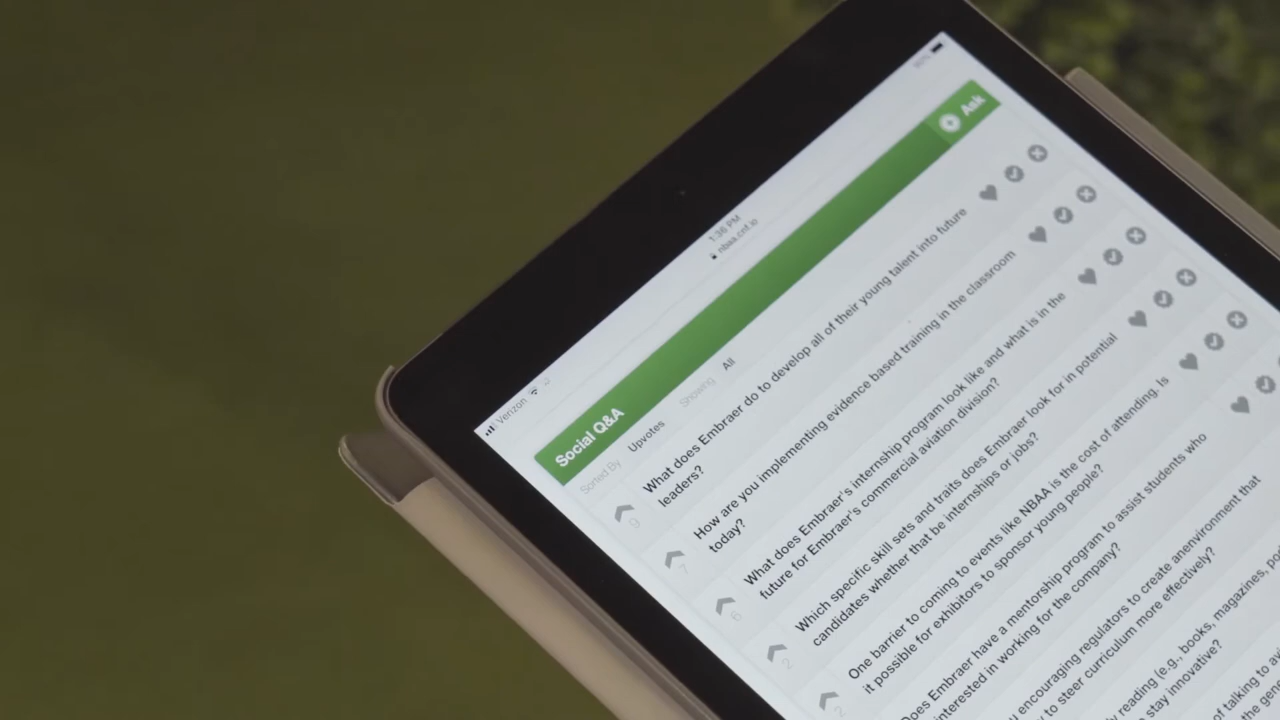 Verizon
1:36 PM
nbaa.cnf.io
Social Q&A
Ask
Sorted By Upvotes Showing All
What does Embraer do to develop all of their young talent into future
leaders?
9
How are you implementing evidence based training in the classroom
today?
7
What does Embraer's internship program look like and what is in the
future for Embraer's commercial aviation division?
6
Which specific skill sets and traits does Embraer look for in potential
candidates whether that be internships or jobs?
2
One barrier to coming to events like NBAA is the cost of attending. Is
it possible for exhibitors to sponsor young people?
2
Does Embraer have a mentorship program to assist students who
interested in working for the company?
encouraging regulators to create anenvironment that
to steer curriculum more effectively?
reading (e.g., books, magazines,
stay innovative?
of talking to
the